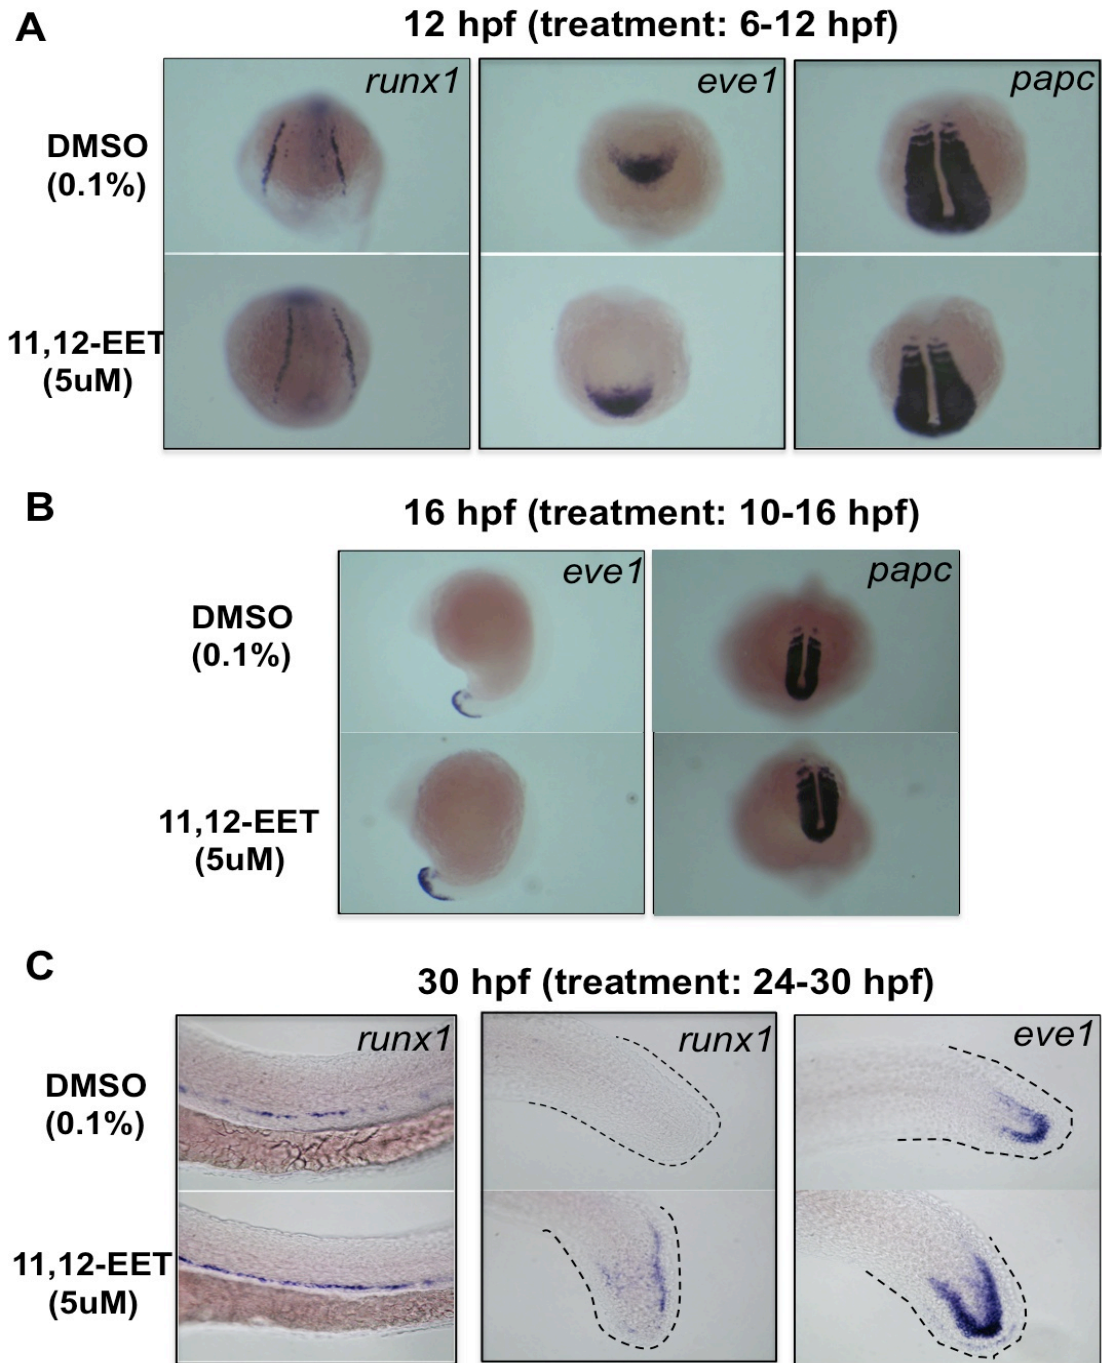 A
12 hpf (treatment: 6-12 hpf)
runx1
eve1
papc
DMSO
(0.1%)
11,12-EET
(5uM)
B
16 hpf (treatment: 10-16 hpf)
eve1
papc
DMSO
(0.1%)
11,12-EET
(5uM)
C
30 hpf (treatment: 24-30 hpf)
runx1
runx1
eve1
DMSO
(0.1%)
11,12-EET
(5uM)